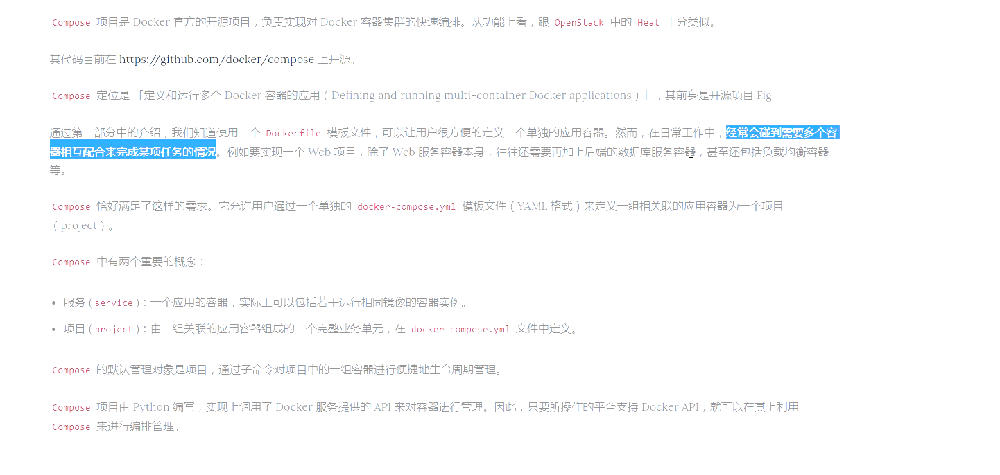 Compose 项目是 Docker 官方的开源项目，负责实现对 Docker 容器集群的快速编排。从功能上看，跟 OpenStack 中的 Heat 十分类似。
其代码目前在 https://github.com/docker/compose 上开源。
Compose 定位是 「定义和运行多个 Docker 容器的应用（Defining and running multi-container Docker applications）」，其前身是开源项目 Fig。
通过第一部分中的介绍，我们知道使用一个 Dockerfile 模板文件，可以让用户很方便的定义一个单独的应用容器。然而，在日常工作中，经常会碰到需要多个容
器相互配合来完成某项任务的情况。例如要实现一个 Web 项目，除了 Web 服务容器本身，往往还需要再加上后端的数据库服务容器，甚至还包括负载均衡容器
等。
Compose 恰好满足了这样的需求。它允许用户通过一个单独的 docker-compose.yml 模板文件（YAML 格式）来定义一组相关联的应用容器为一个项目
（project）。
Compose 中有两个重要的概念：
• 服务 (service)：一个应用的容器，实际上可以包括若干运行相同镜像的容器实例。
• 项目 (project)：由一组关联的应用容器组成的一个完整业务单元，在 docker-compose.yml 文件中定义。
Compose 的默认管理对象是项目，通过子命令对项目中的一组容器进行便捷地生命周期管理。
Compose 项目由 Python 编写，实现上调用了 Docker 服务提供的 API 来对容器进行管理。因此，只要所操作的平台支持 Docker API，就可以在其上利用
Compose 来进行编排管理。